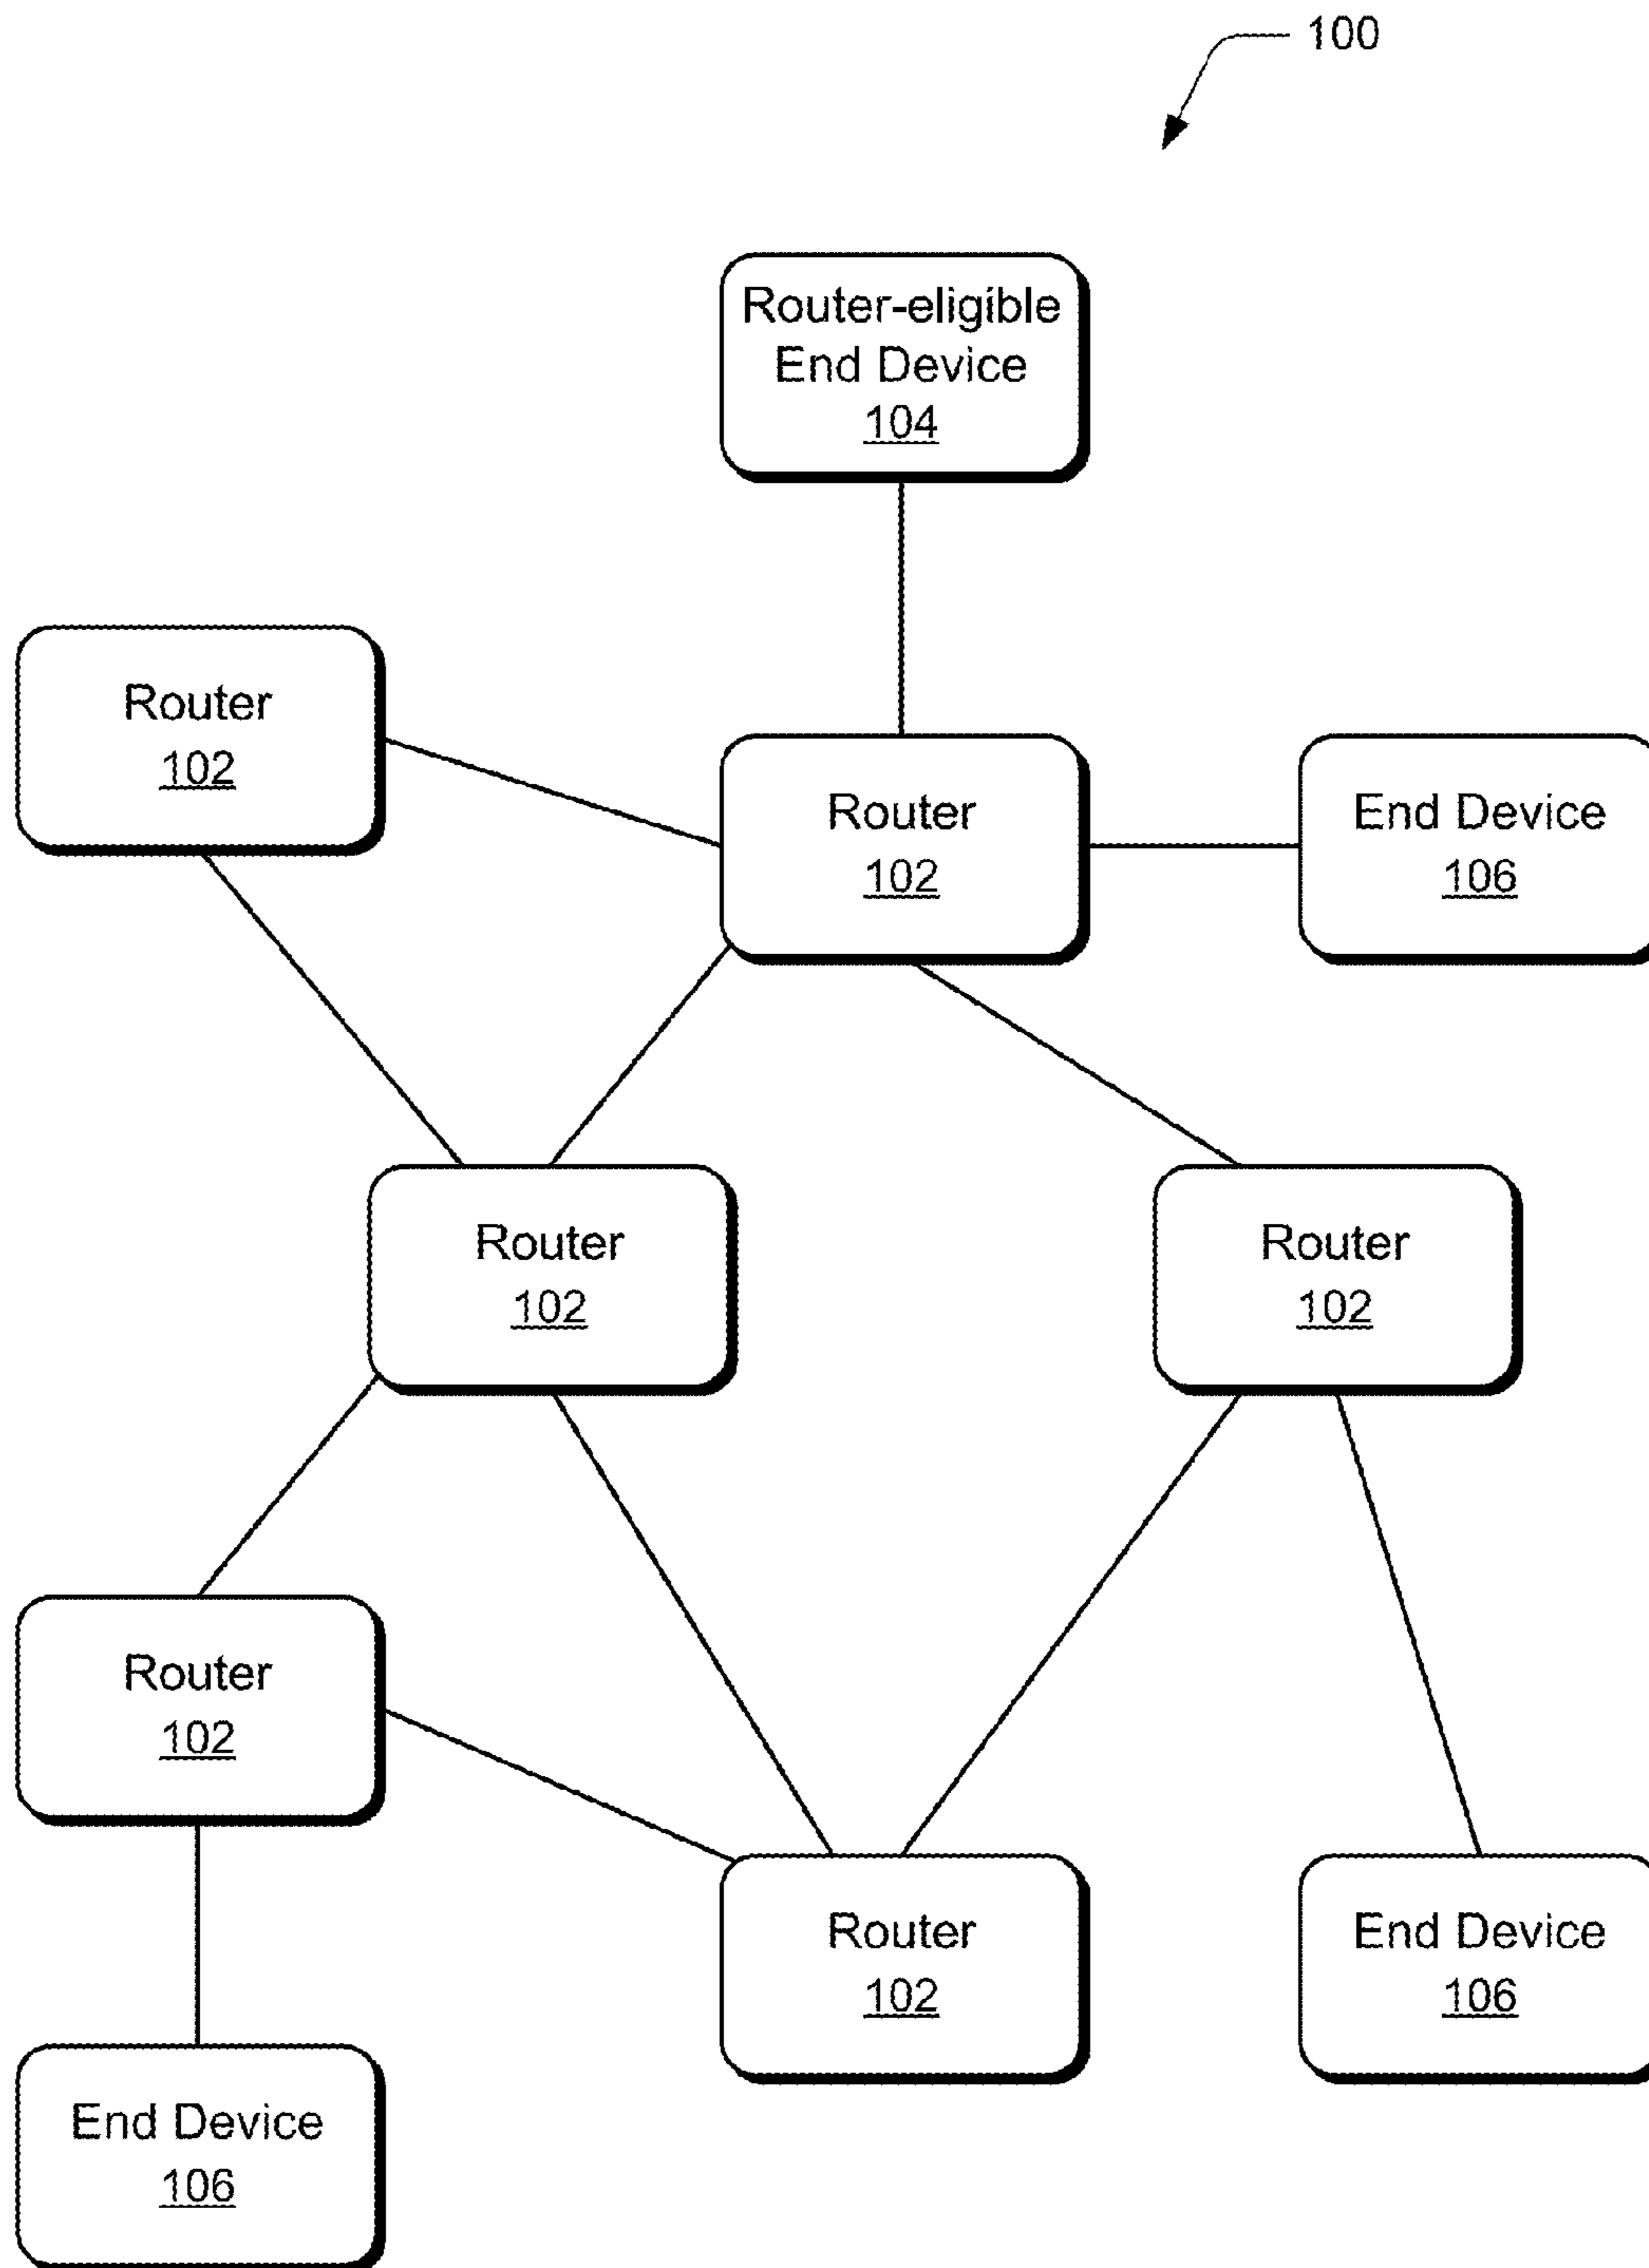 100
Router-eligible
End Device
104
Router
102
Router
102
End Device
106
Router
102
Router
102
Router
102
Router
102
End Device
106
End Device
106